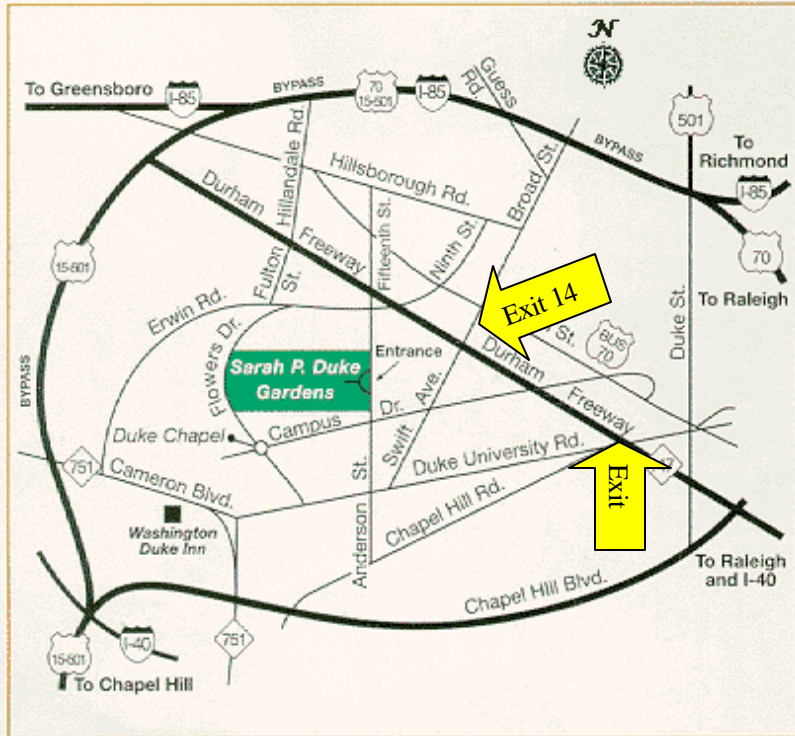 N
To Greensboro
I-85
BYPASS
70
15-501
I-85
Guess
Rd.
BYPASS
501
To
Richmond
I-85
70
To Raleigh
Hillandale Rd.
Hillsborough Rd.
Broad St.
Durham
Freeway
Fulton
St.
Fifteenth St.
Ninth St.
15-501
Erwin Rd.
Exit 14
St.
BUS
70
Duke St.
BYPASS
Flowers Dr.
Sarah P. Duke
Gardens
Entrance
Durham
Freeway
Duke Chapel
Campus
Dr.
Swift
Ave.
Duke University Rd.
751
Cameron Blvd.
Anderson
St.
Chapel Hill Rd.
Exit
Washington
Duke Inn
To Raleigh
and I-40
Chapel Hill Blvd.
751
I-40
15-501
To Chapel Hill